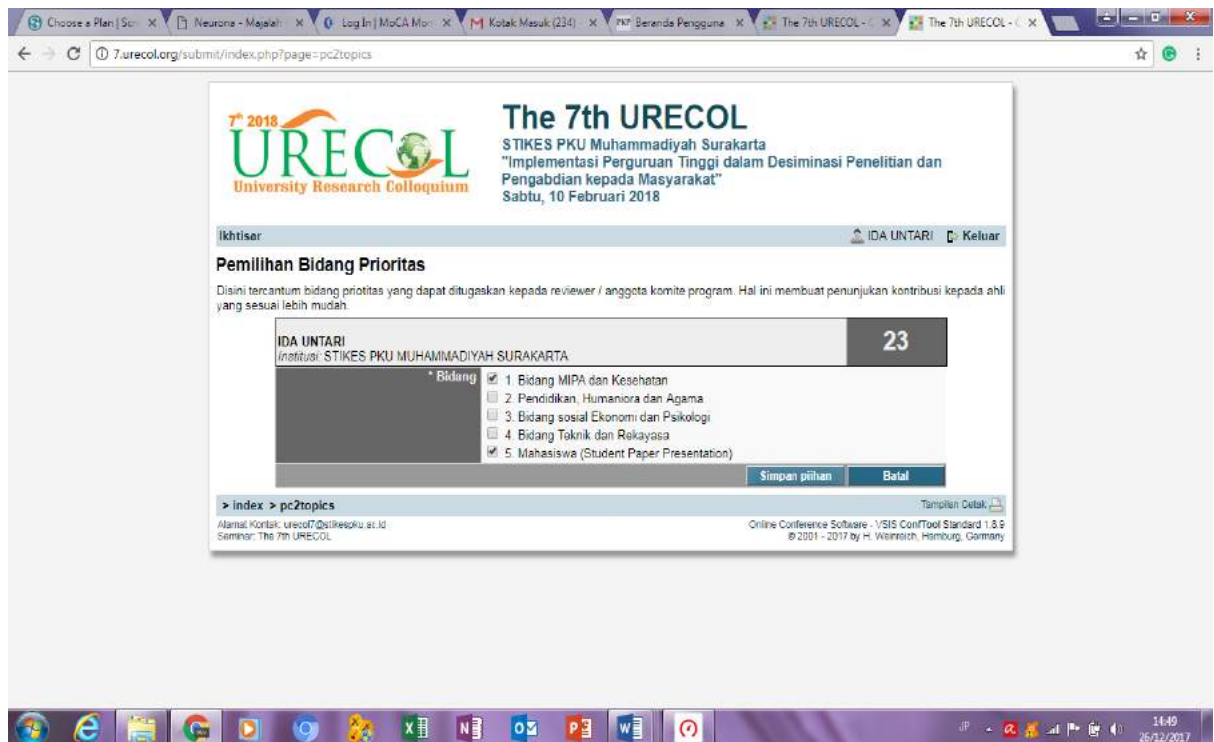 Choose a Plan | Scr
Neurona - Majalah
Log In | MoCA Mon
Kotak Masuk (234) -
PKP Beranda Pengguna
The 7th URECOL - C
The 7th URECOL - C
7.urecol.org/submit/index.php?page=pc2topics
7th 2018
URECOL
University Research Colloquium
The 7th URECOL
STIKES PKU Muhammadiyah Surakarta
"Implementasi Perguruan Tinggi dalam Desiminasi Penelitian dan
Pengabdian kepada Masyarakat"
Sabtu, 10 Februari 2018
Ikhtisar
IDA UNTARI Keluar
Pemilihan Bidang Prioritas
Disini tercantum bidang priotitas yang dapat ditugaskan kepada reviewer / anggota komite program. Hal ini membuat penunjukan kontribusi kepada ahli
yang sesuai lebih mudah.
IDA UNTARI
Institusi: STIKES PKU MUHAMMADIYAH SURAKARTA
23
* Bidang
1. Bidang MIPA dan Kesehatan
2. Pendidikan, Humaniora dan Agama
3. Bidang sosial Ekonomi dan Psikologi
4. Bidang Teknik dan Rekayasa
5. Mahasiswa (Student Paper Presentation)
Simpan piihan
Batal
> index > pc2topics
Tampilan Cetak
Alamat Kontak: urecol7@stikespku.ac.id
Seminar: The 7th URECOL
Online Conference Software - VSIS ConfTool Standard 1.8.9
© 2001 - 2017 by H. Weinreich, Hamburg, Germany
JP
14:49
26/12/2017